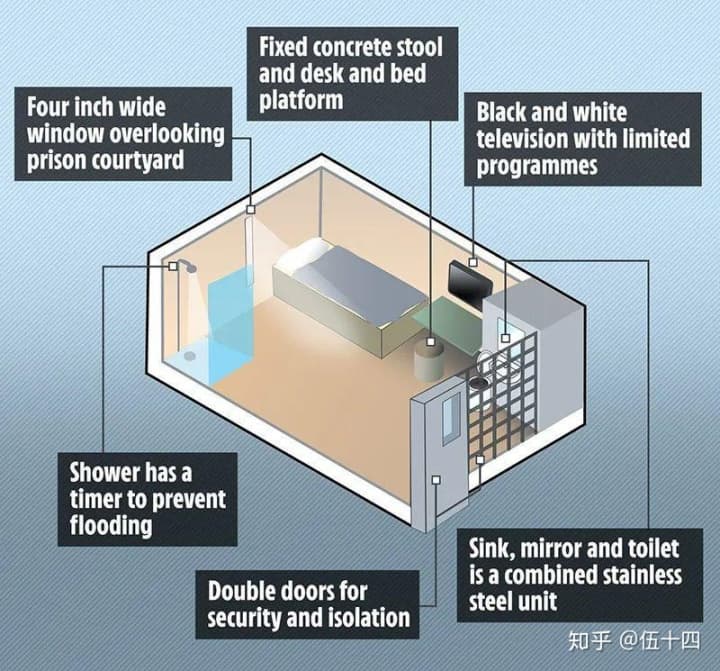 Fixed concrete stool
and desk and bed
platform
Four inch wide
window overlooking
prison courtyard
Black and white
television with limited
programmes
Shower has a
timer to prevent
flooding
Double doors for
security and isolation
Sink, mirror and toilet
is a combined stainless
steel unit
知乎 @伍十四